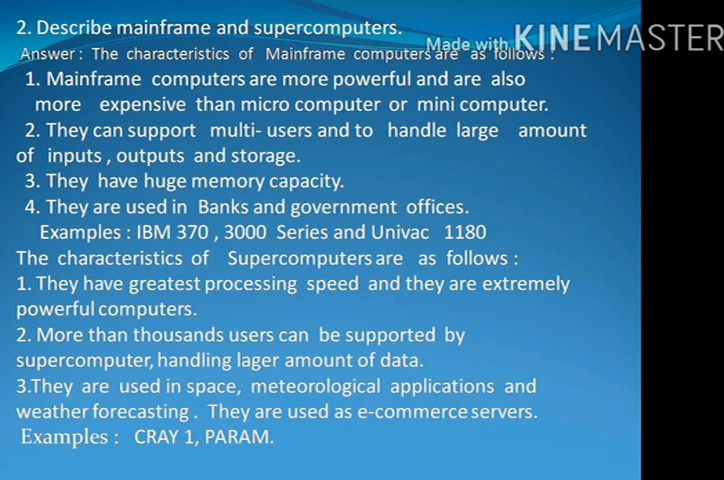 2. Describe mainframe and supercomputers.
Made with KINEMASTER
Answer : The characteristics of Mainframe computers are as follows :
1. Mainframe computers are more powerful and are also
more expensive than micro computer or mini computer.
2. They can support multi- users and to handle large amount
of inputs , outputs and storage.
3. They have huge memory capacity.
4. They are used in Banks and government offices.
Examples : IBM 370 , 3000 Series and Univac 1180
The characteristics of Supercomputers are as follows :
1. They have greatest processing speed and they are extremely
powerful computers.
2. More than thousands users can be supported by
supercomputer, handling lager amount of data.
3.They are used in space, meteorological applications and
weather forecasting . They are used as e-commerce servers.
Examples : CRAY 1, PARAM.